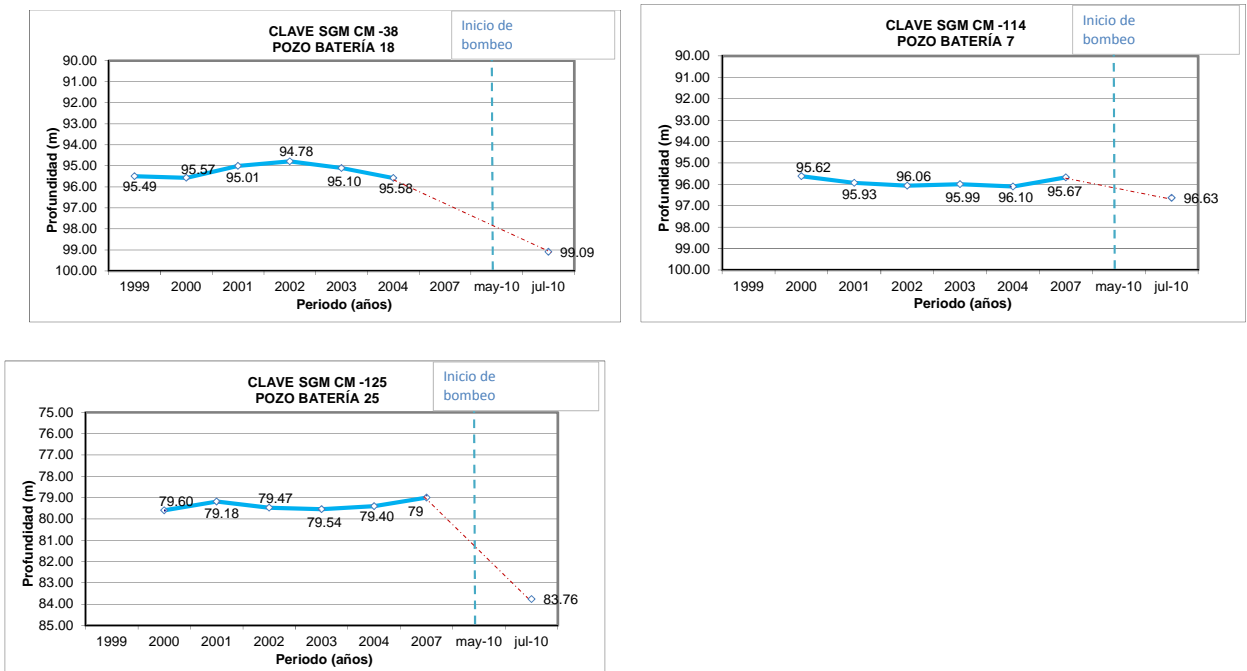 CLAVE SGM CM -38
POZO BATERÍA 18
Inicio de
bombeo
Profundidad (m)
90.00
91.00
92.00
93.00
94.00
95.00
96.00
97.00
98.00
99.00
100.00
95.49
95.57
95.01
94.78
95.10
95.58
99.09
1999 2000 2001 2002 2003 2004 2007 may-10 jul-10
Periodo (años)
CLAVE SGM CM -114
POZO BATERÍA 7
Inicio de
bombeo
Profundidad (m)
90.00
91.00
92.00
93.00
94.00
95.00
96.00
97.00
98.00
99.00
100.00
95.62
95.93
96.06
95.99
96.10
95.67
96.63
1999 2000 2001 2002 2003 2004 2007 may-10 jul-10
Periodo (años)
CLAVE SGM CM -125
POZO BATERÍA 25
Inicio de
bombeo
Profundidad (m)
75.00
76.00
77.00
78.00
79.00
80.00
81.00
82.00
83.00
84.00
85.00
79.60
79.18
79.47
79.54
79.40
79
83.76
1999 2000 2001 2002 2003 2004 2007 may-10 jul-10
Periodo (años)